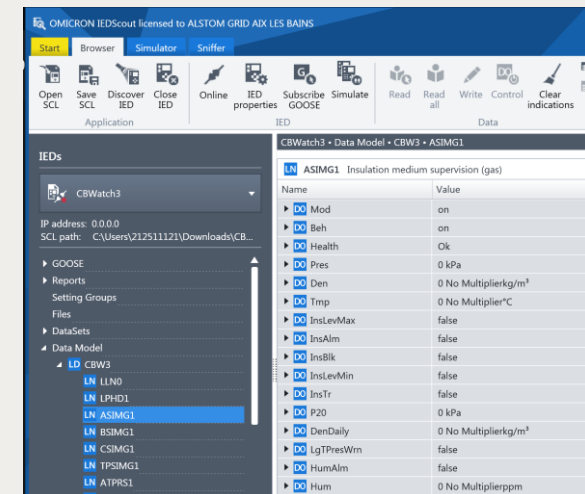 OMICRON IEDScout licensed to ALSTOM GRID AIX LES BAINS
Start Browser Simulator Sniffer
Open SCL Save SCL Discover IED Close IED Online IED properties Subscribe GOOSE Simulate Read Read all Write Control Clear indications
Application IED Data
CBWatch3 • Data Model • CBW3 • ASIMG1
IEDs
CBWatch3
IP address: 0.0.0.0
SCL path: C:\Users\212511121\Downloads\CB...
GOOSE
Reports
Setting Groups
Files
DataSets
Data Model
LD CBW3
LN LLN0
LN LPHD1
LN ASIMG1
LN BSIMG1
LN CSIMG1
LN TPSIMG1
LN ATPRS1
LN ASIMG1 Insulation medium supervision (gas)
Name Value
DO Mod on
DO Beh on
DO Health Ok
DO Pres 0 kPa
DO Den 0 No Multiplierkg/m³
DO Tmp 0 No Multiplier°C
DO InsLevMax false
DO InsAlm false
DO InsBlk false
DO InsLevMin false
DO InsTr false
DO P20 0 kPa
DO DenDaily 0 No Multiplierkg/m³
DO LgTPresWrn false
DO HumAlm false
DO Hum 0 No Multiplierppm